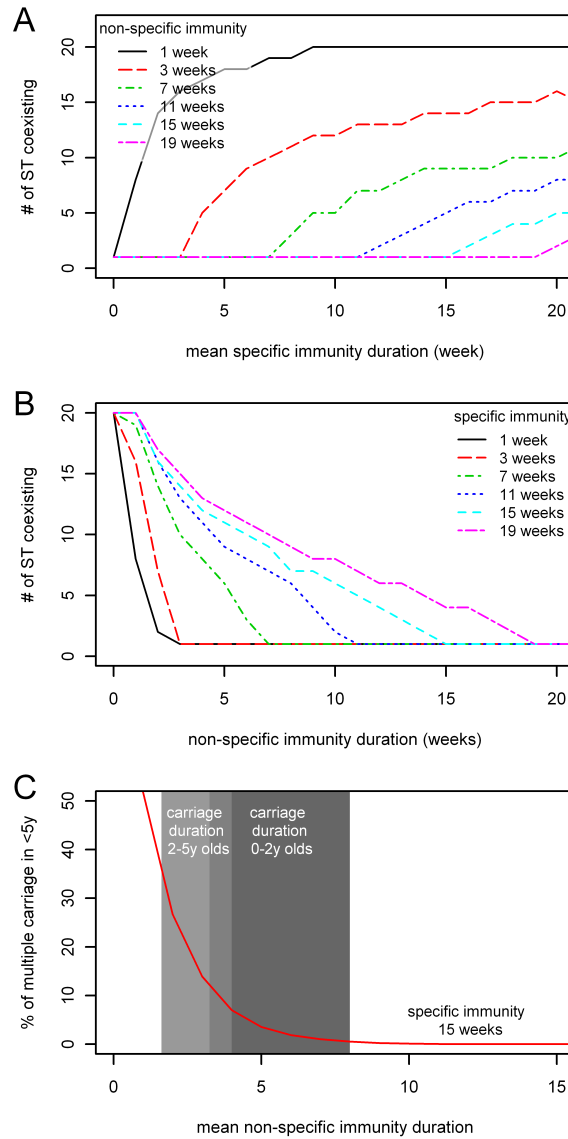 A
non-specific immunity
1 week
3 weeks
7 weeks
11 weeks
15 weeks
19 weeks
# of ST coexisting
20
15
10
5
0
0 5 10 15 20
mean specific immunity duration (week)
B
specific immunity
1 week
3 weeks
7 weeks
11 weeks
15 weeks
19 weeks
# of ST coexisting
20
15
10
5
0
0 5 10 15 20
non-specific immunity duration (weeks)
C
carriage carriage
duration duration
2-5y olds 0-2y olds
% of multiple carriage in <5y
50
40
30
20
10
0
specific immunity
15 weeks
0 5 10 15
mean non-specific immunity duration